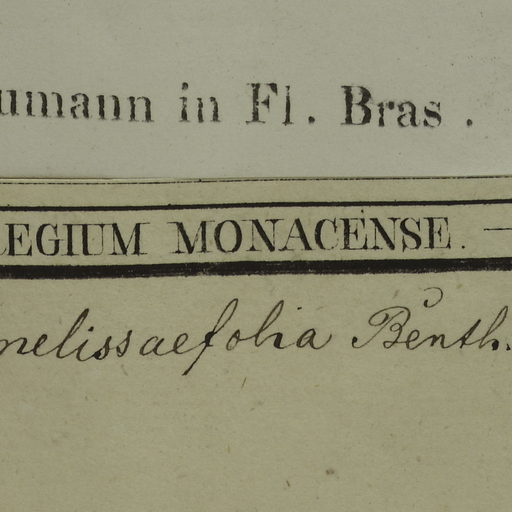 umann in Fl. Bras.
LEGIUM MONACENSE.
melissaefolia Benth.